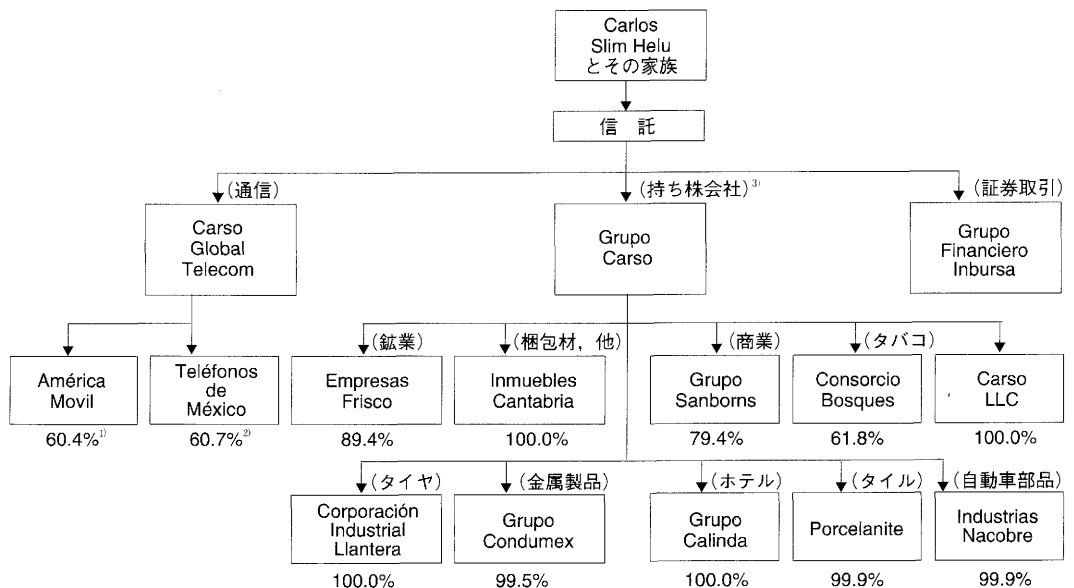 Carlos
Slim Helu
とその家族
信 託
(通信)
(持ち株会社)3)
(証券取引)
Carso
Global
Telecom
Grupo
Carso
Grupo
Financiero
Inbursa
(鉱業)
(梱包材,他)
(商業)
(タバコ)
América
Movil
Teléfonos
de
México
Empresas
Frisco
Inmuebles
Cantabria
Grupo
Sanborns
Consorcio
Bosques
Carso
LLC
60.4%1)
60.7%2)
89.4%
100.0%
79.4%
61.8%
100.0%
(タイヤ)
(金属製品)
(ホテル)
(タイル)
(自動車部品)
Corporación
Industrial
Llantera
Grupo
Condumex
Grupo
Calinda
Porcelanite
Industrias
Nacobre
100.0%
99.5%
100.0%
99.9%
99.9%